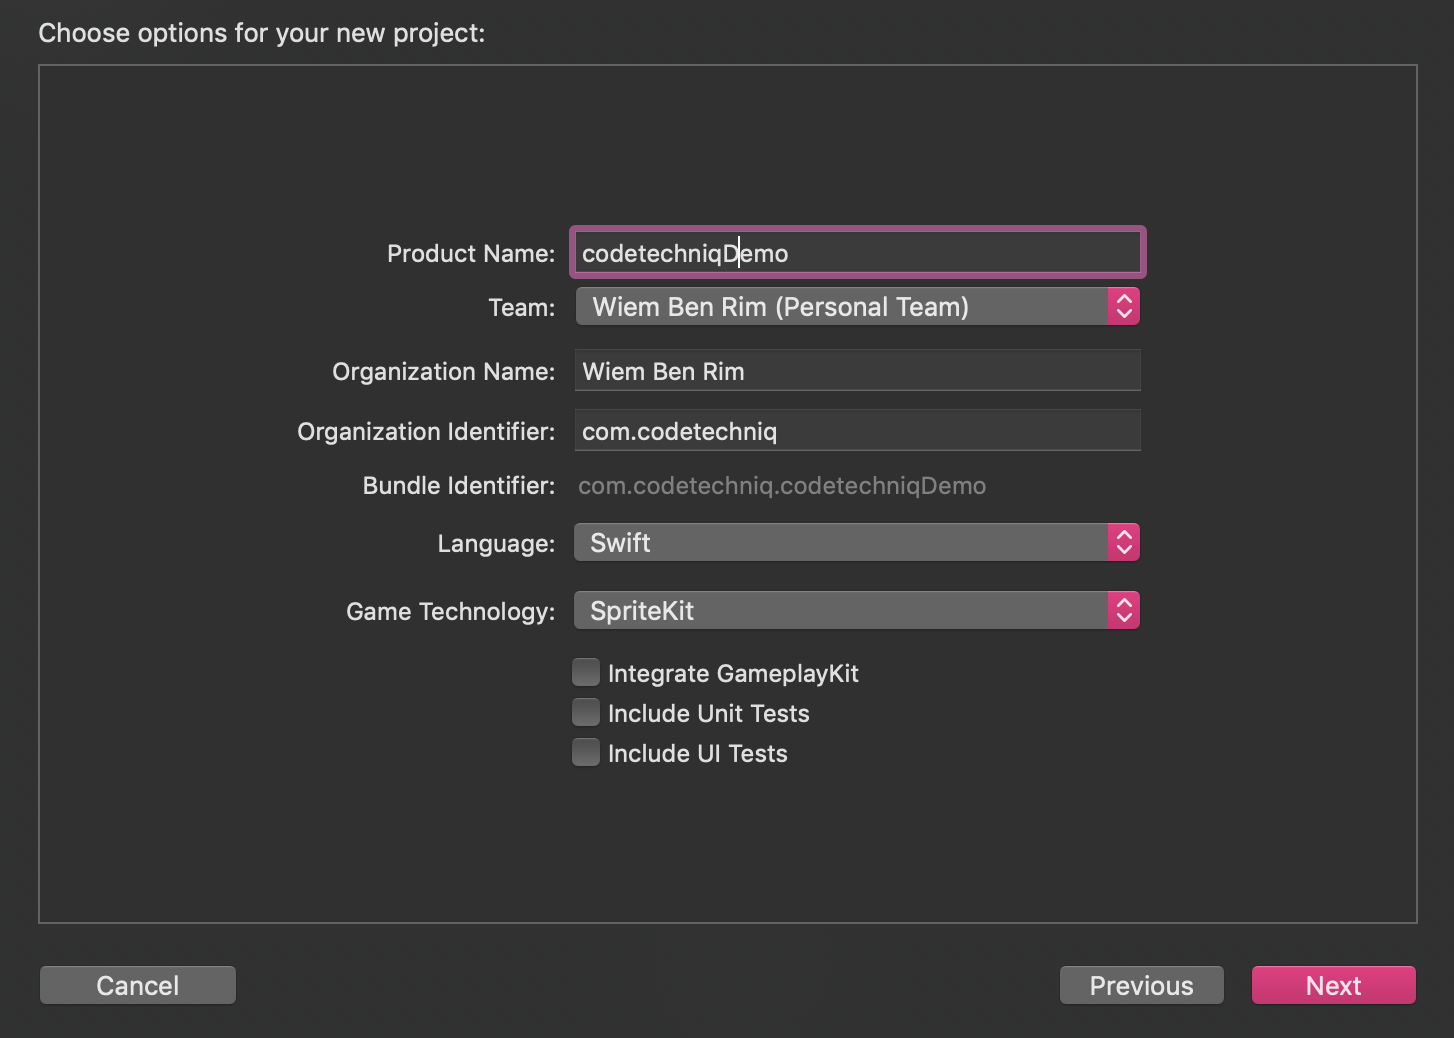 Choose options for your new project:
Product Name: codetechniqDemo
Team: Wiem Ben Rim (Personal Team)
Organization Name: Wiem Ben Rim
Organization Identifier: com.codetechniq
Bundle Identifier: com.codetechniq.codetechniqDemo
Language: Swift
Game Technology: SpriteKit
Integrate GameplayKit
Include Unit Tests
Include UI Tests
Cancel Previous Next